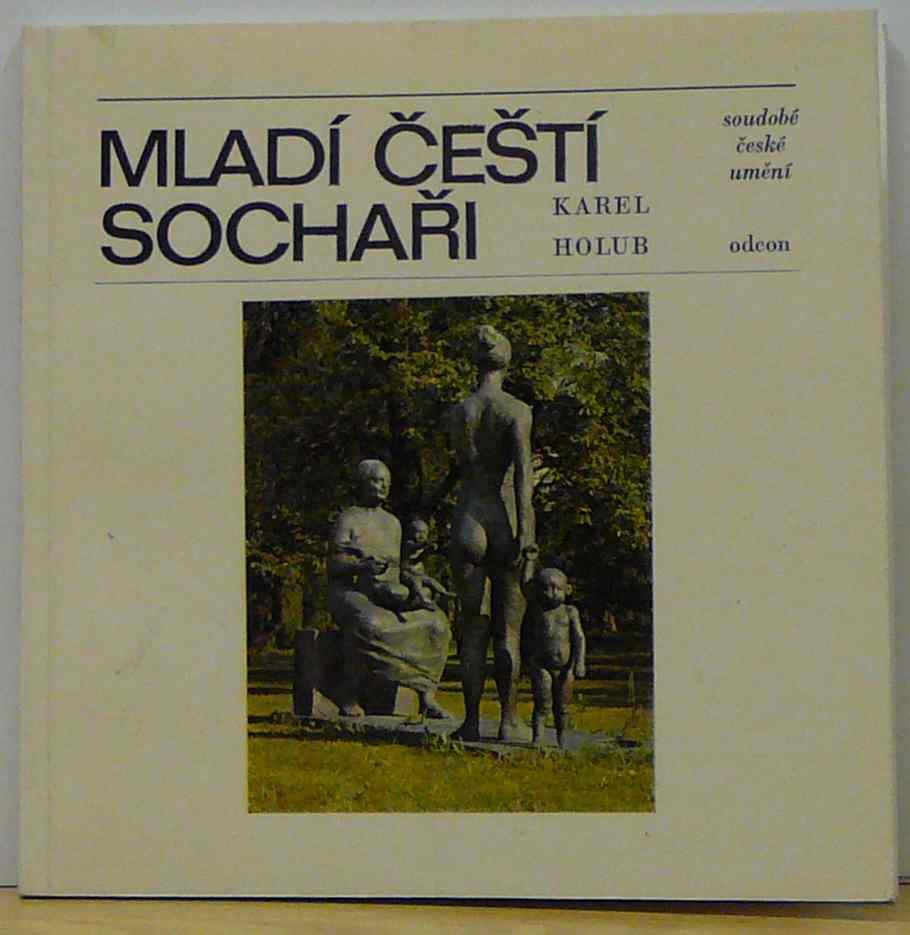 MLADÍ ČEŠTÍ
SOCHAŘI
KAREL
HOLUB
soudobé
české
umění
odeon